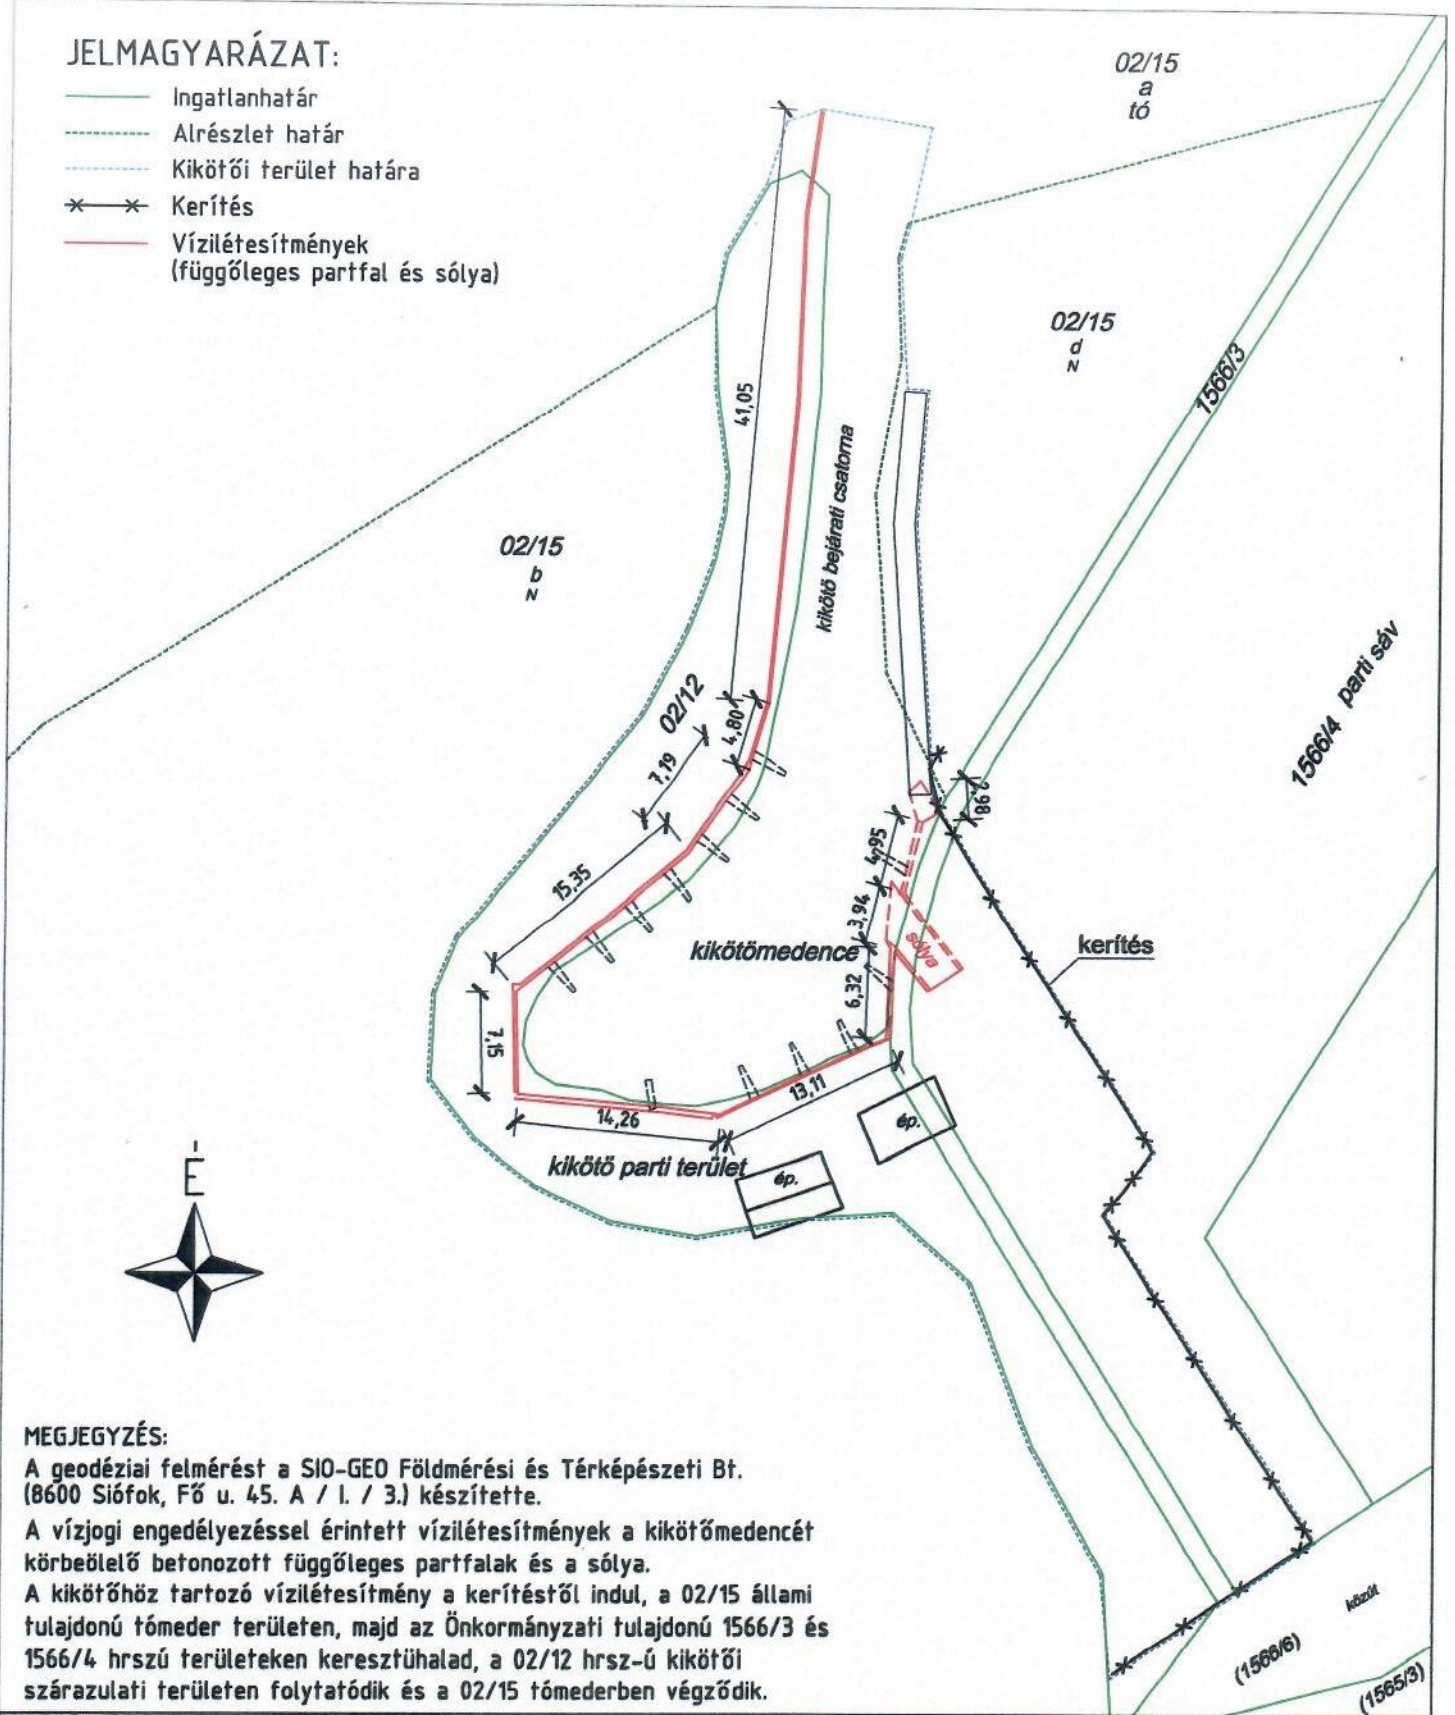 JELMAGYARÁZAT:
Ingatlanhatár
Alrészlet határ
Kikötői terület határa
Kerítés
Vízilétesítmények
(függőleges partfal és sólya)
02/15
a
tó
02/15
d
N
1566/3
41,05
kikötö bejárati csatorna
02/15
b
N
1566/4 parti sáv
02/12
4,80
7,19
2,98
15,35
4,95
3,94
sólya
kikötömedence
kerítés
6,32
7,15
13,11
14,26
ép.
kikötö parti terület
ép.
É
MEGJEGYZÉS:
A geodéziai felmérést a SIO-GEO Földmérési és Térképészeti Bt.
(8600 Siófok, Fő u. 45. A / I. / 3.) készítette.
A vízjogi engedélyezéssel érintett vízilétesítmények a kikötőmedencét
körbeölelő betonozott függőleges partfalak és a sólya.
A kikötőhöz tartozó vízilétesítmény a kerítéstől indul, a 02/15 állami
tulajdonú tómeder területen, majd az Önkormányzati tulajdonú 1566/3 és
1566/4 hrszú területeken keresztühalad, a 02/12 hrsz-ú kikötői
szárazulati területen folytatódik és a 02/15 tómederben végződik.
közút
(1566/6)
(1565/3)